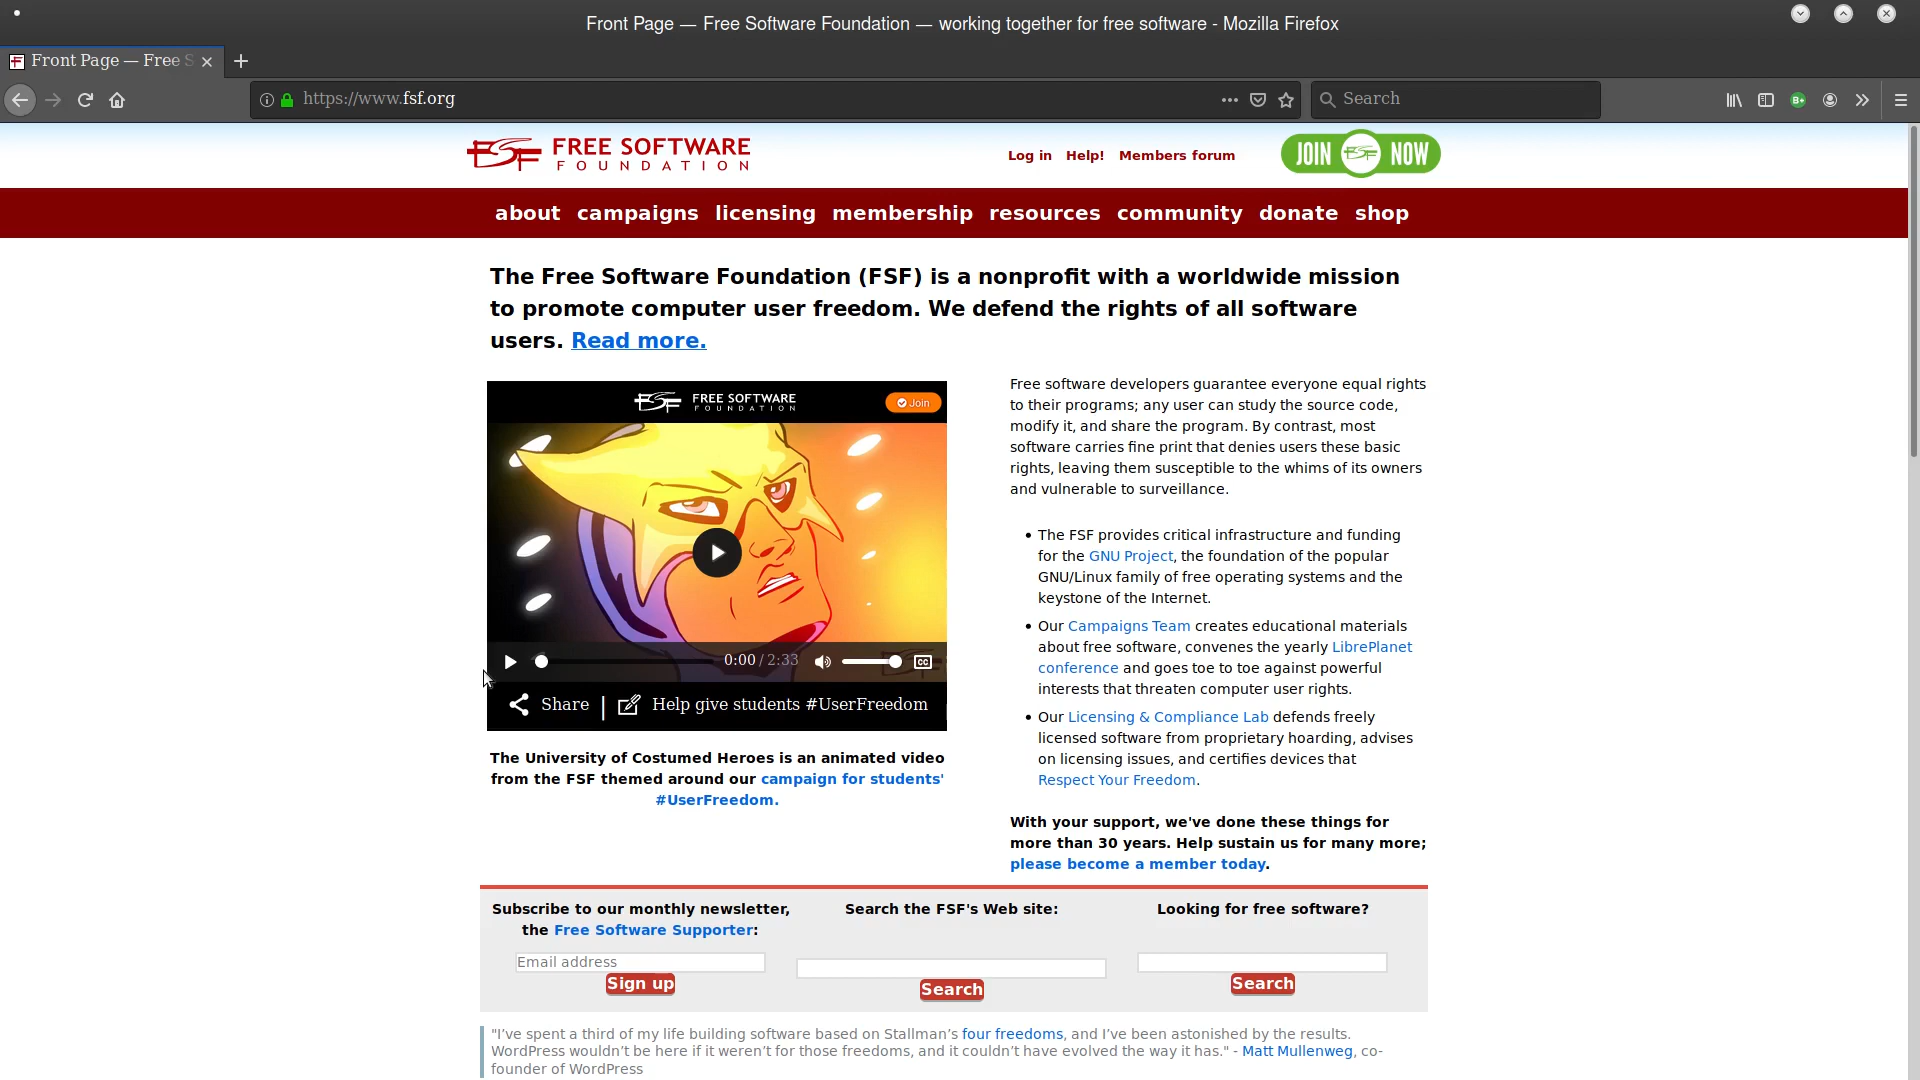 Front Page — Free Software Foundation — working together for free software - Mozilla Firefox
Front Page — Free S
https://www.fsf.org
Search
FREE SOFTWARE
FOUNDATION
Log in Help! Members forum
JOIN NOW
about campaigns licensing membership resources community donate shop
The Free Software Foundation (FSF) is a nonprofit with a worldwide mission
to promote computer user freedom. We defend the rights of all software
users. Read more.
FREE SOFTWARE
FOUNDATION
Join
0:00 / 2:33
CC
Share | Help give students #UserFreedom
The University of Costumed Heroes is an animated video
from the FSF themed around our campaign for students'
#UserFreedom.
Free software developers guarantee everyone equal rights
to their programs; any user can study the source code,
modify it, and share the program. By contrast, most
software carries fine print that denies users these basic
rights, leaving them susceptible to the whims of its owners
and vulnerable to surveillance.
• The FSF provides critical infrastructure and funding
for the GNU Project, the foundation of the popular
GNU/Linux family of free operating systems and the
keystone of the Internet.
• Our Campaigns Team creates educational materials
about free software, convenes the yearly LibrePlanet
conference and goes toe to toe against powerful
interests that threaten computer user rights.
• Our Licensing & Compliance Lab defends freely
licensed software from proprietary hoarding, advises
on licensing issues, and certifies devices that
Respect Your Freedom.
With your support, we've done these things for
more than 30 years. Help sustain us for many more;
please become a member today.
Subscribe to our monthly newsletter,
the Free Software Supporter:
Email address
Sign up
Search the FSF's Web site:
Search
Looking for free software?
Search
"I’ve spent a third of my life building software based on Stallman’s four freedoms, and I’ve been astonished by the results.
WordPress wouldn’t be here if it weren’t for those freedoms, and it couldn’t have evolved the way it has." - Matt Mullenweg, co-
founder of WordPress